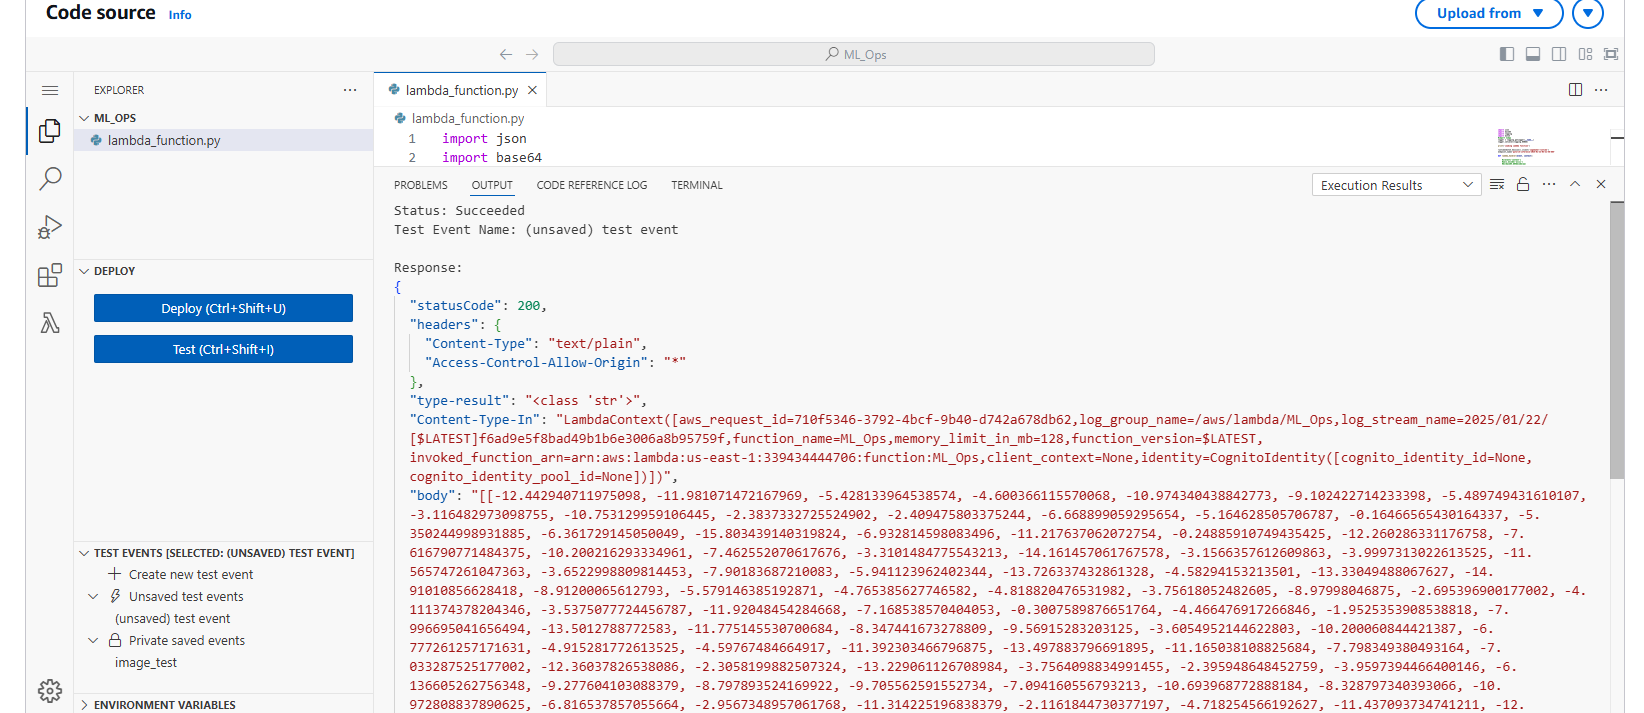 Code source Info
Upload from
ML_Ops
EXPLORER
ML_OPS
lambda_function.py
DEPLOY
Deploy (Ctrl+Shift+U)
Test (Ctrl+Shift+I)
TEST EVENTS [SELECTED: (UNSAVED) TEST EVENT]
Create new test event
Unsaved test events
(unsaved) test event
Private saved events
image_test
ENVIRONMENT VARIABLES
lambda_function.py
lambda_function.py
1 import json
2 import base64
PROBLEMS OUTPUT CODE REFERENCE LOG TERMINAL
Execution Results
Status: Succeeded
Test Event Name: (unsaved) test event
Response:
{
"statusCode": 200,
"headers": {
"Content-Type": "text/plain",
"Access-Control-Allow-Origin": "*"
},
"type-result": "<class 'str'>",
"Content-Type-In": "LambdaContext([aws_request_id=710f5346-3792-4bcf-9b40-d742a678db62,log_group_name=/aws/lambda/ML_Ops,log_stream_name=2025/01/22/
[$LATEST]f6ad9e5f8bad49b1b6e3006a8b95759f,function_name=ML_Ops,memory_limit_in_mb=128,function_version=$LATEST,
invoked_function_arn=arn:aws:lambda:us-east-1:339434444706:function:ML_Ops,client_context=None,identity=CognitoIdentity([cognito_identity_id=None,
cognito_identity_pool_id=None])])",
"body": "[[-12.442940711975098, -11.981071472167969, -5.428133964538574, -4.600366115570068, -10.974340438842773, -9.102422714233398, -5.489749431610107,
-3.116482973098755, -10.753129959106445, -2.3837332725524902, -2.409475803375244, -6.668899059295654, -5.164628505706787, -0.16466565430164337, -5.
350244998931885, -6.361729145050049, -15.803439140319824, -6.932814598083496, -11.217637062072754, -0.24885910749435425, -12.260286331176758, -7.
616790771484375, -10.200216293334961, -7.462552070617676, -3.3101484775543213, -14.161457061767578, -3.1566357612609863, -3.9997313022613525, -11.
565747261047363, -3.6522998809814453, -7.90183687210083, -5.941123962402344, -13.726337432861328, -4.58294153213501, -13.33049488067627, -14.
91010856628418, -8.91200065612793, -5.579146385192871, -4.765385627746582, -4.818820476531982, -3.75618052482605, -8.97998046875, -2.695396900177002, -4.
111374378204346, -3.5375077724456787, -11.92048454284668, -7.168538570404053, -0.3007589876651764, -4.466476917266846, -1.9525353908538818, -7.
996695041656494, -13.5012788772583, -11.775145530700684, -8.347441673278809, -9.56915283203125, -3.6054952144622803, -10.200060844421387, -6.
777261257171631, -4.915281772613525, -4.59767484664917, -11.392303466796875, -13.497883796691895, -11.165038108825684, -7.798349380493164, -7.
033287525177002, -12.36037826538086, -2.3058199882507324, -13.229061126708984, -3.7564098834991455, -2.395948648452759, -3.9597394466400146, -6.
136605262756348, -9.277604103088379, -8.797893524169922, -9.705562591552734, -7.094160556793213, -10.693968772888184, -8.328797340393066, -10.
972808837890625, -6.816537857055664, -2.9567348957061768, -11.314225196838379, -2.1161844730377197, -4.718254566192627, -11.437093734741211, -12.